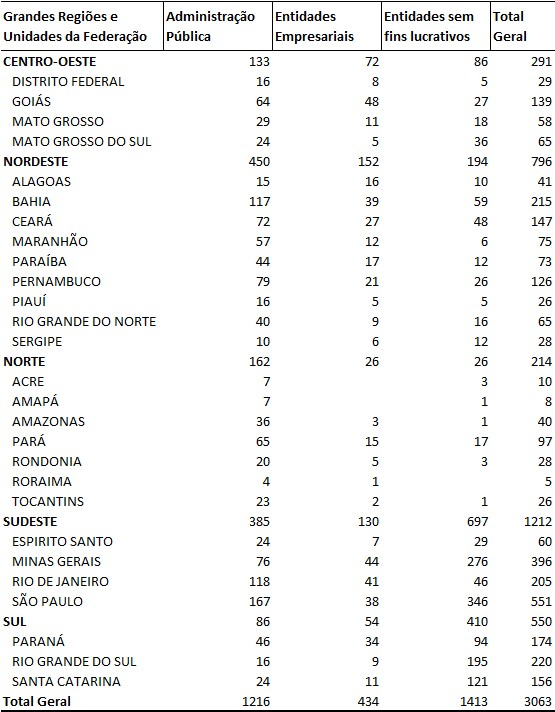 Grandes Regiões e Unidades da Federação | Administração Pública | Entidades Empresariais | Entidades sem fins lucrativos | Total Geral
CENTRO-OESTE 133 72 86 291
DISTRITO FEDERAL 16 8 5 29
GOIÁS 64 48 27 139
MATO GROSSO 29 11 18 58
MATO GROSSO DO SUL 24 5 36 65
NORDESTE 450 152 194 796
ALAGOAS 15 16 10 41
BAHIA 117 39 59 215
CEARÁ 72 27 48 147
MARANHÃO 57 12 6 75
PARAÍBA 44 17 12 73
PERNAMBUCO 79 21 26 126
PIAUÍ 16 5 5 26
RIO GRANDE DO NORTE 40 9 16 65
SERGIPE 10 6 12 28
NORTE 162 26 26 214
ACRE 7 3 10
AMAPÁ 7 1 8
AMAZONAS 36 3 1 40
PARÁ 65 15 17 97
RONDONIA 20 5 3 28
RORAIMA 4 1 5
TOCANTINS 23 2 1 26
SUDESTE 385 130 697 1212
ESPIRITO SANTO 24 7 29 60
MINAS GERAIS 76 44 276 396
RIO DE JANEIRO 118 41 46 205
SÃO PAULO 167 38 346 551
SUL 86 54 410 550
PARANÁ 46 34 94 174
RIO GRANDE DO SUL 16 9 195 220
SANTA CATARINA 24 11 121 156
Total Geral 1216 434 1413 3063